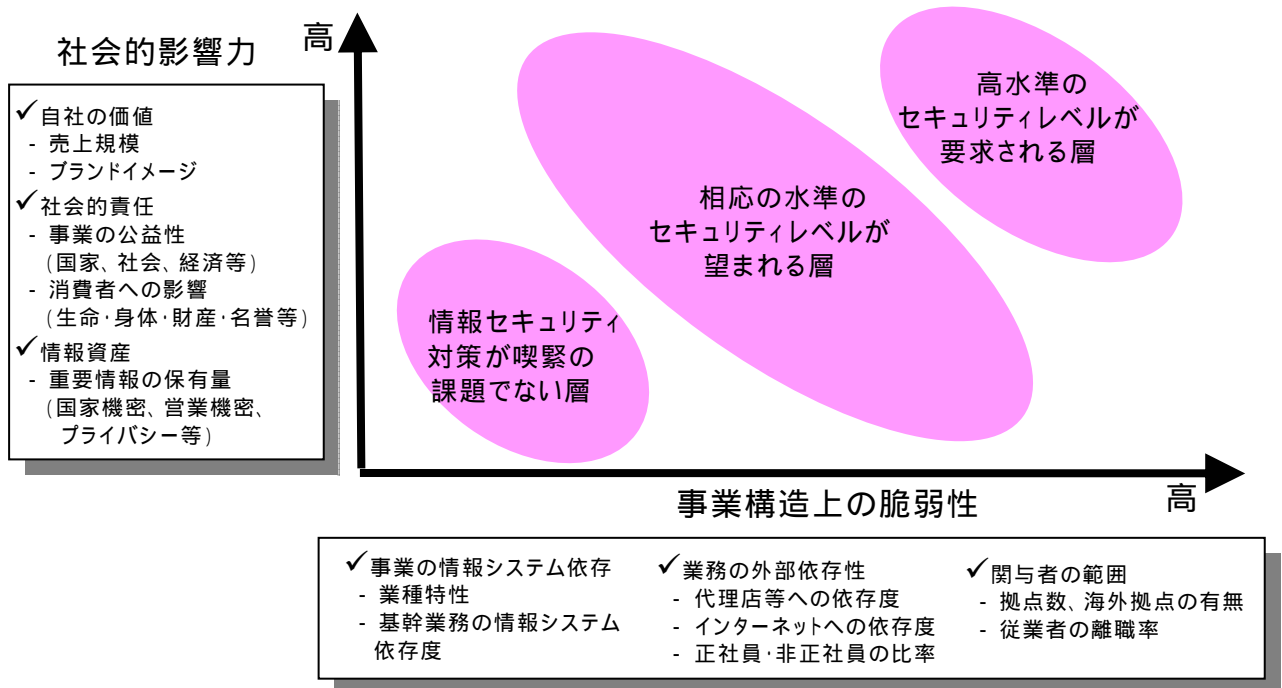 社会的影響力
高
✓自社の価値
- 売上規模
- ブランドイメージ
✓社会的責任
- 事業の公益性
(国家、社会、経済等)
- 消費者への影響
(生命・身体・財産・名誉等)
✓情報資産
- 重要情報の保有量
(国家機密、営業機密、
プライバシー等)
高水準の
セキュリティレベルが
要求される層
相応の水準の
セキュリティレベルが
望まれる層
情報セキュリティ
対策が喫緊の
課題でない層
事業構造上の脆弱性
高
✓事業の情報システム依存
- 業種特性
- 基幹業務の情報システム
依存度
✓業務の外部依存性
- 代理店等への依存度
- インターネットへの依存度
- 正社員・非正社員の比率
✓関与者の範囲
- 拠点数、海外拠点の有無
- 従業者の離職率